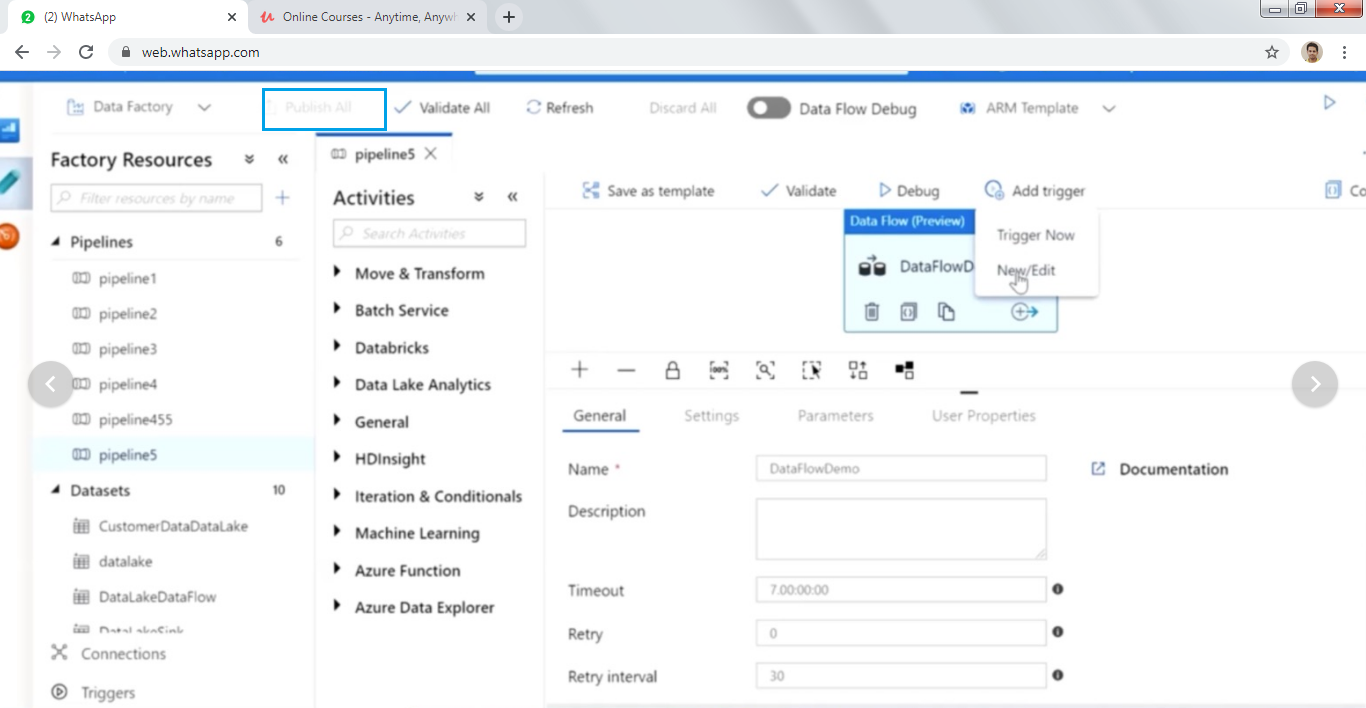 (2) WhatsApp
Online Courses - Anytime, Anywh
web.whatsapp.com
Data Factory
Publish All
Validate All
Refresh
Discard All
Data Flow Debug
ARM Template
Factory Resources
pipeline5
Filter resources by name
Pipelines 6
pipeline1
pipeline2
pipeline3
pipeline4
pipeline455
pipeline5
Datasets 10
CustomerDataDataLake
datalake
DataLakeDataFlow
DataLakeSink
Connections
Triggers
Activities
Search Activities
Move & Transform
Batch Service
Databricks
Data Lake Analytics
General
HDInsight
Iteration & Conditionals
Machine Learning
Azure Function
Azure Data Explorer
Save as template
Validate
Debug
Add trigger
Co
Data Flow (Preview)
DataFlowD
Trigger Now
New/Edit
100%
General
Settings
Parameters
User Properties
Name *
DataFlowDemo
Documentation
Description
Timeout
7.00:00:00
Retry
0
Retry interval
30